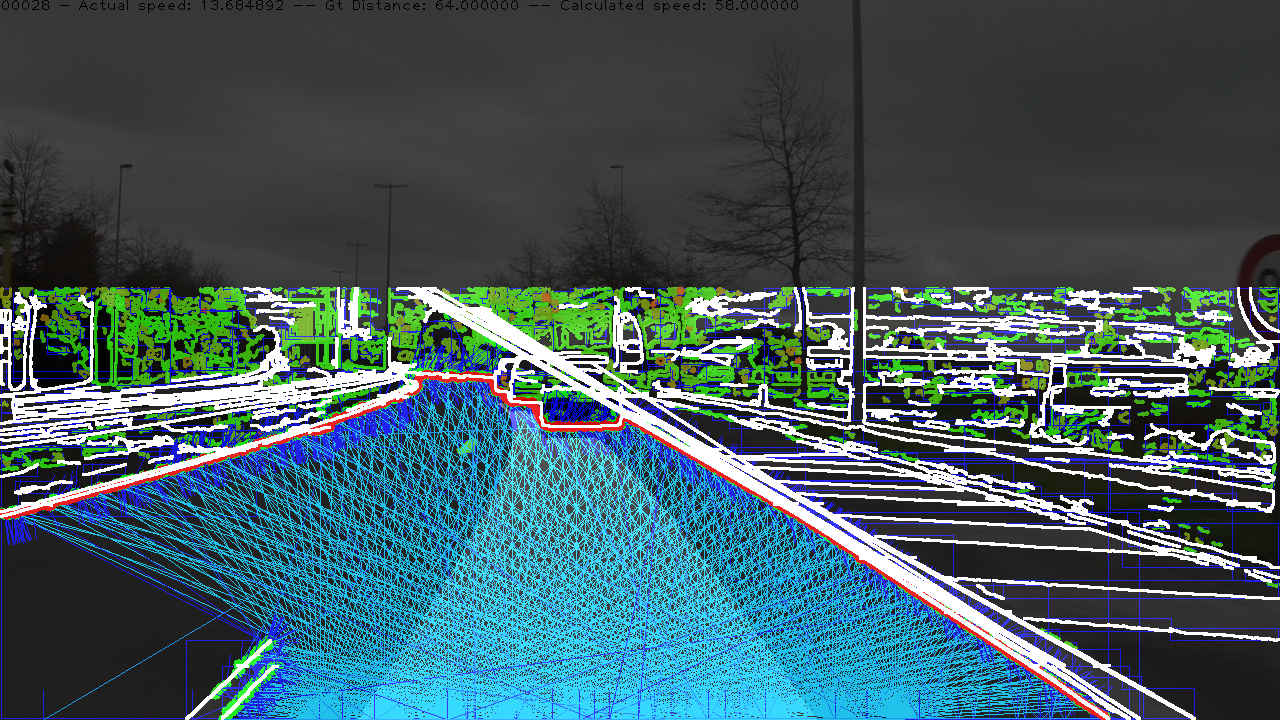 00028 - Actual speed: 13.684892 -- Gt Distance: 64.000000 -- Calculated speed: 58.000000